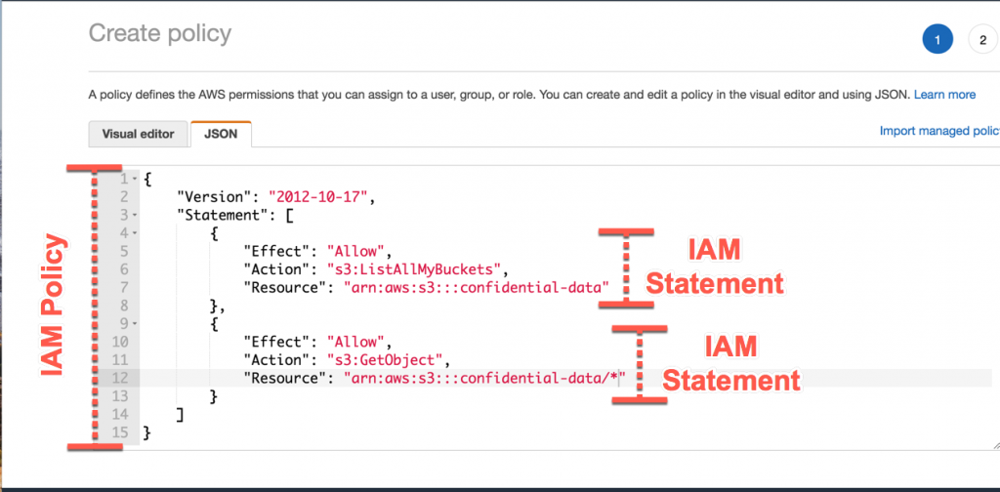 Create policy
1
2
A policy defines the AWS permissions that you can assign to a user, group, or role. You can create and edit a policy in the visual editor and using JSON. Learn more
Visual editor
JSON
Import managed polic
IAM Policy
1 {
2 "Version": "2012-10-17",
3 "Statement": [
4 {
5 "Effect": "Allow",
6 "Action": "s3:ListAllMyBuckets",
7 "Resource": "arn:aws:s3:::confidential-data"
8 },
9 {
10 "Effect": "Allow",
11 "Action": "s3:GetObject",
12 "Resource": "arn:aws:s3:::confidential-data/*"
13 }
14 ]
15 }
IAM
Statement
IAM
Statement